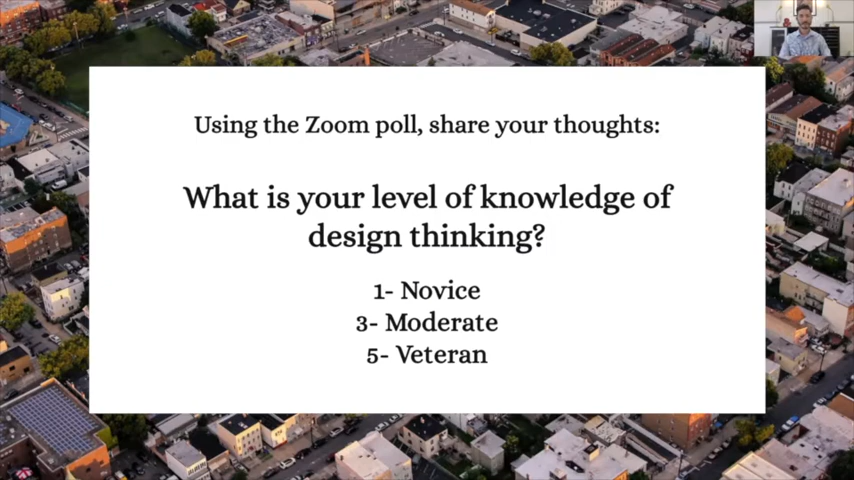 Using the Zoom poll, share your thoughts:
What is your level of knowledge of
design thinking?
1- Novice
3- Moderate
5- Veteran